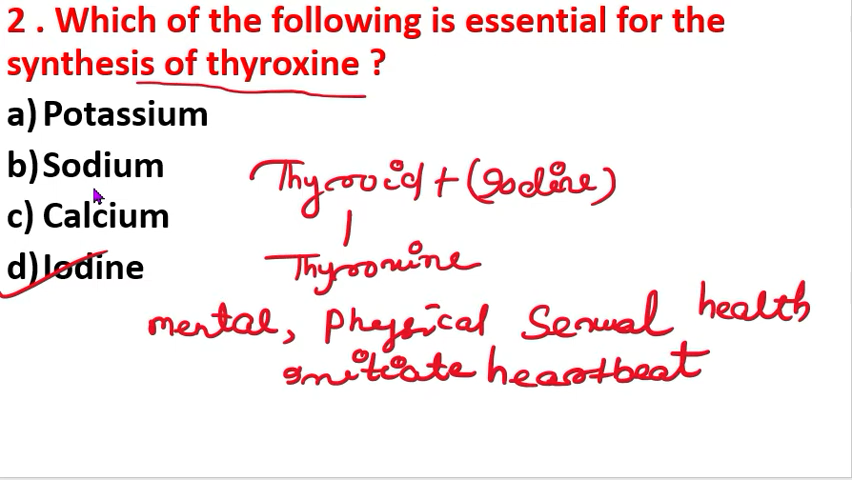 2 . Which of the following is essential for the
synthesis of thyroxine ?
a) Potassium
b) Sodium
c) Calcium
d) Iodine
Thyroid + (Iodine)
Thyroxine
mental, Physical Sexual health
initiate heartbeat